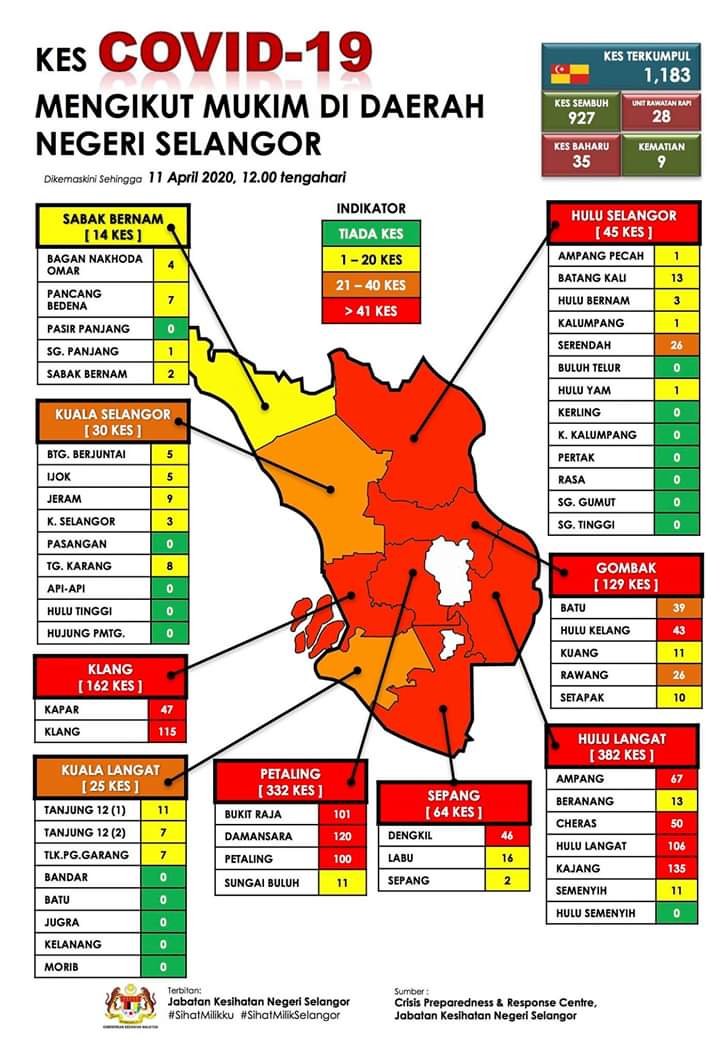 KES COVID-19
MENGIKUT MUKIM DI DAERAH
NEGERI SELANGOR
Dikemaskini Sehingga 11 April 2020, 12.00 tengahari
KES TERKUMPUL
1,183
KES SEMBUH
927
UNIT RAWATAN RAPI
28
KES BAHARU
35
KEMATIAN
9
INDIKATOR
TIADA KES
1 – 20 KES
21 – 40 KES
> 41 KES
SABAK BERNAM
[ 14 KES ]
BAGAN NAKHODA
OMAR 4
PANCANG
BEDENA 7
PASIR PANJANG 0
SG. PANJANG 1
SABAK BERNAM 2
KUALA SELANGOR
[ 30 KES ]
BTG. BERJUNTAI 5
IJOK 5
JERAM 9
K. SELANGOR 3
PASANGAN 0
TG. KARANG 8
API-API 0
HULU TINGGI 0
HUJUNG PMTG. 0
KLANG
[ 162 KES ]
KAPAR 47
KLANG 115
KUALA LANGAT
[ 25 KES ]
TANJUNG 12 (1) 11
TANJUNG 12 (2) 7
TLK.PG.GARANG 7
BANDAR 0
BATU 0
JUGRA 0
KELANANG 0
MORIB 0
PETALING
[ 332 KES ]
BUKIT RAJA 101
DAMANSARA 120
PETALING 100
SUNGAI BULUH 11
SEPANG
[ 64 KES ]
DENGKIL 46
LABU 16
SEPANG 2
HULU SELANGOR
[ 45 KES ]
AMPANG PECAH 1
BATANG KALI 13
HULU BERNAM 3
KALUMPANG 1
SERENDAH 26
BULUH TELUR 0
HULU YAM 1
KERLING 0
K. KALUMPANG 0
PERTAK 0
RASA 0
SG. GUMUT 0
SG. TINGGI 0
GOMBAK
[ 129 KES ]
BATU 39
HULU KELANG 43
KUANG 11
RAWANG 26
SETAPAK 10
HULU LANGAT
[ 382 KES ]
AMPANG 67
BERANANG 13
CHERAS 50
HULU LANGAT 106
KAJANG 135
SEMENYIH 11
HULU SEMENYIH 0
KEMENTERIAN KESIHATAN MALAYSIA
Terbitan:
Jabatan Kesihatan Negeri Selangor
#SihatMilikku #SihatMilikSelangor
Sumber :
Crisis Preparedness & Response Centre,
Jabatan Kesihatan Negeri Selangor